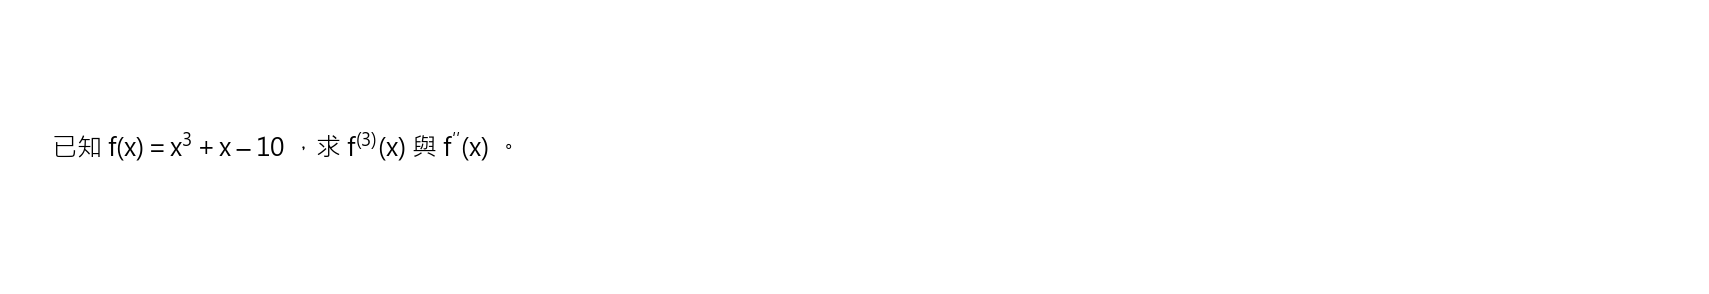 已知 f(x) = x³ + x – 10 ，求 f⁽³⁾(x) 與 f′′(x) 。